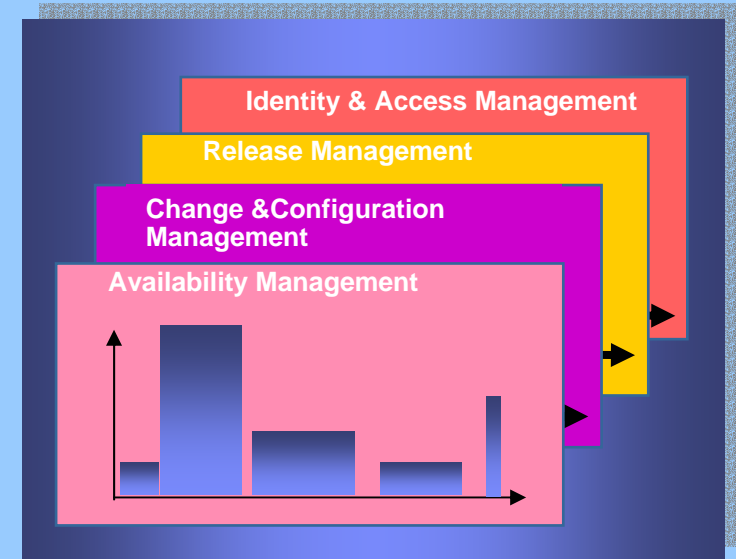 Identity & Access Management
Release Management
Change &Configuration
Management
Availability Management